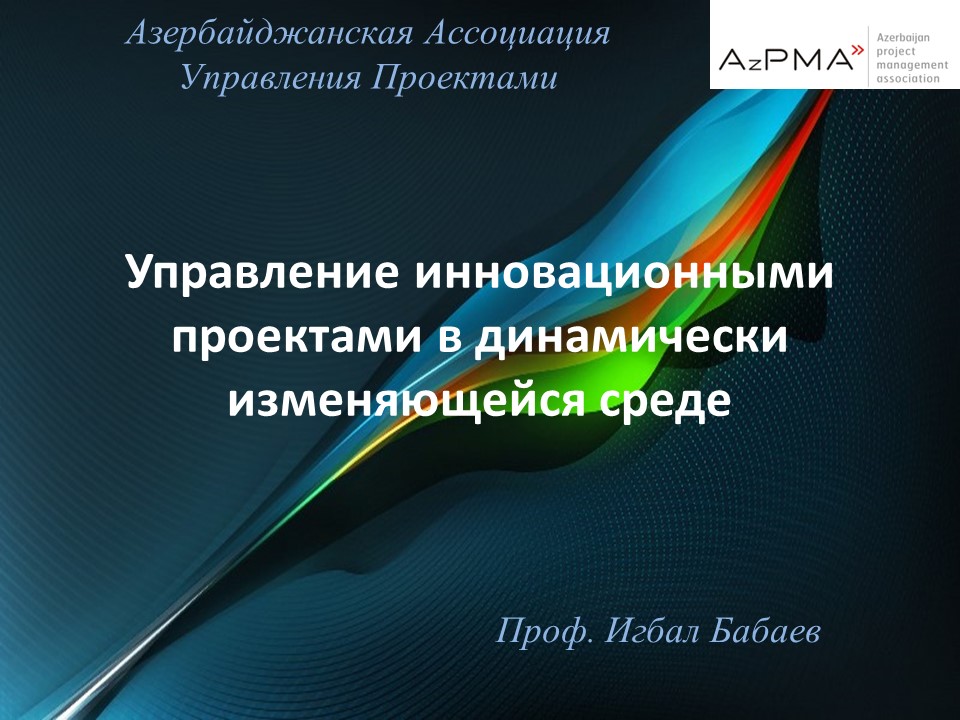 Азербайджанская Ассоциация
Управления Проектами
AzPMA»
Azerbaijan
project
management
association
Управление инновационными
проектами в динамически
изменяющейся среде
Проф. Игбал Бабаев